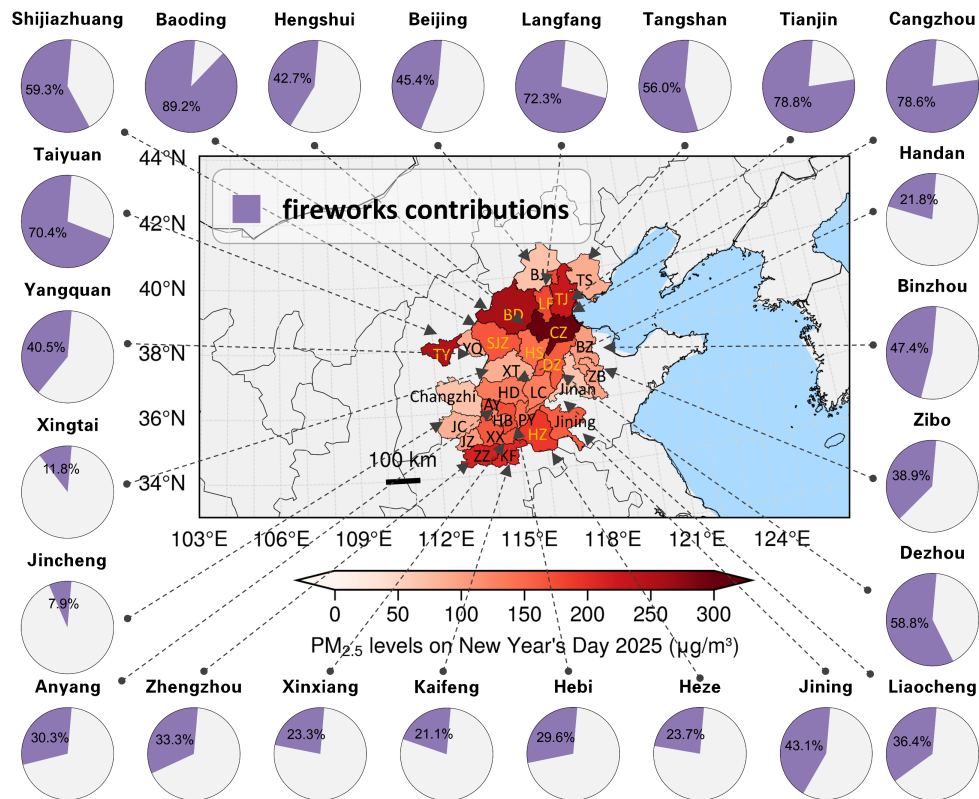 Shijiazhuang Baoding Hengshui Beijing Langfang Tangshan Tianjin Cangzhou
59.3% 89.2% 42.7% 45.4% 72.3% 56.0% 78.8% 78.6%
Taiyuan
70.4%
Yangquan
40.5%
Xingtai
11.8%
Jincheng
7.9%
Handan
21.8%
Binzhou
47.4%
Zibo
38.9%
Dezhou
58.8%
44°N
42°N
40°N
38°N
36°N
34°N
fireworks contributions
BJ
TS
LF
TJ
BD
CZ
SJZ
YQ
TY
HS
BZ
DZ
XT
ZB
Changzhi
HD
LC
Jinan
AY
JC
HB
PY
Jining
JZ
XX
HZ
ZZ
KF
100 km
103°E 106°E 109°E 112°E 115°E 118°E 121°E 124°E
0 50 100 150 200 250 300
PM2.5 levels on New Year's Day 2025 (μg/m³)
Anyang Zhengzhou Xinxiang Kaifeng Hebi Heze Jining Liaocheng
30.3% 33.3% 23.3% 21.1% 29.6% 23.7% 43.1% 36.4%